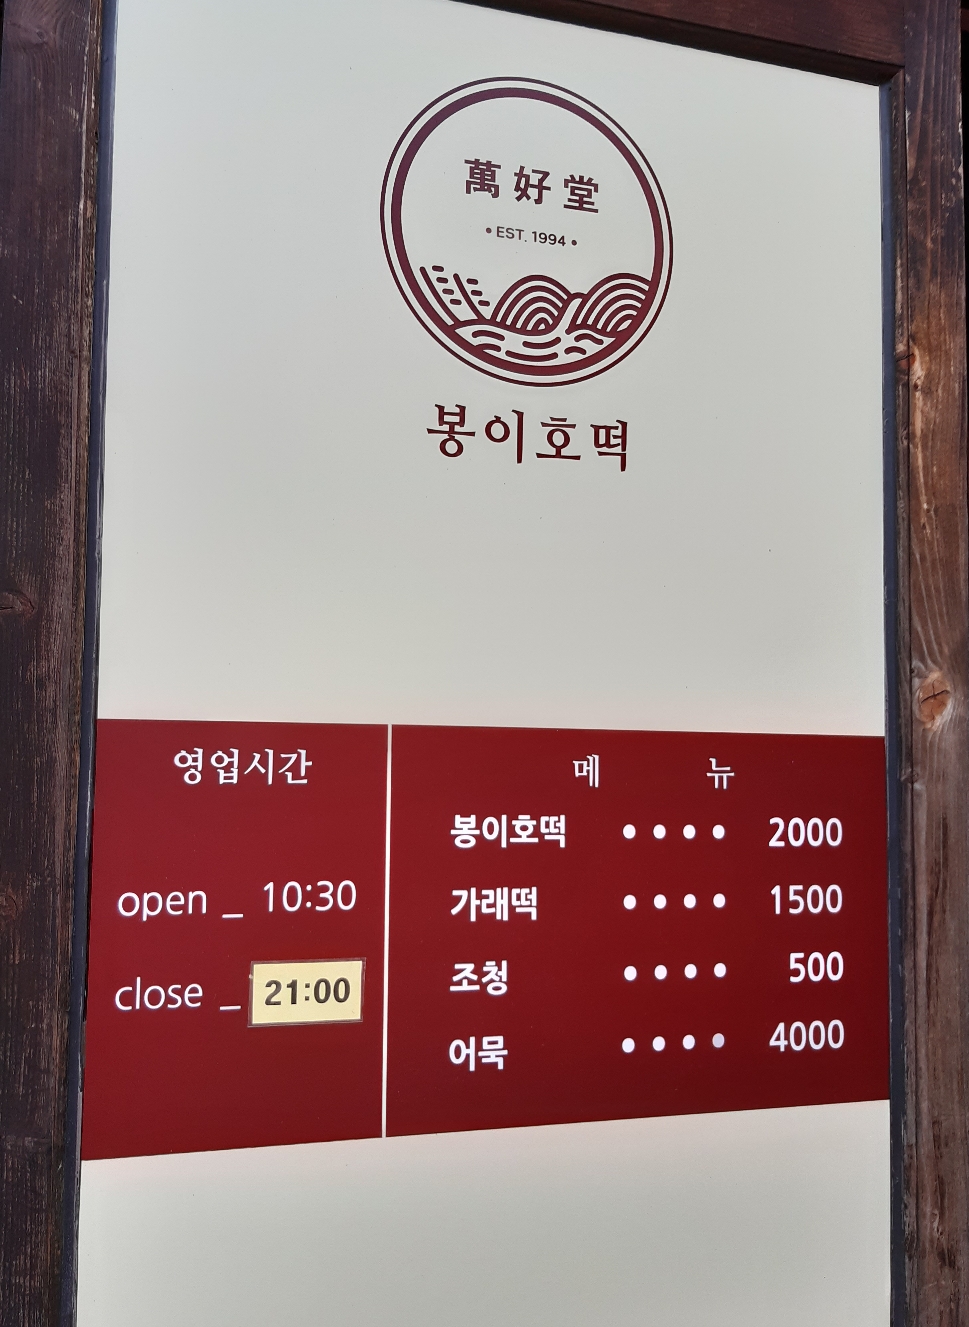 萬好堂
• EST. 1994 •
봉이호떡
영업시간
open _ 10:30
close _ 21:00
메 뉴
봉이호떡 • • • • 2000
가래떡 • • • • 1500
조청 • • • • 500
어묵 • • • • 4000